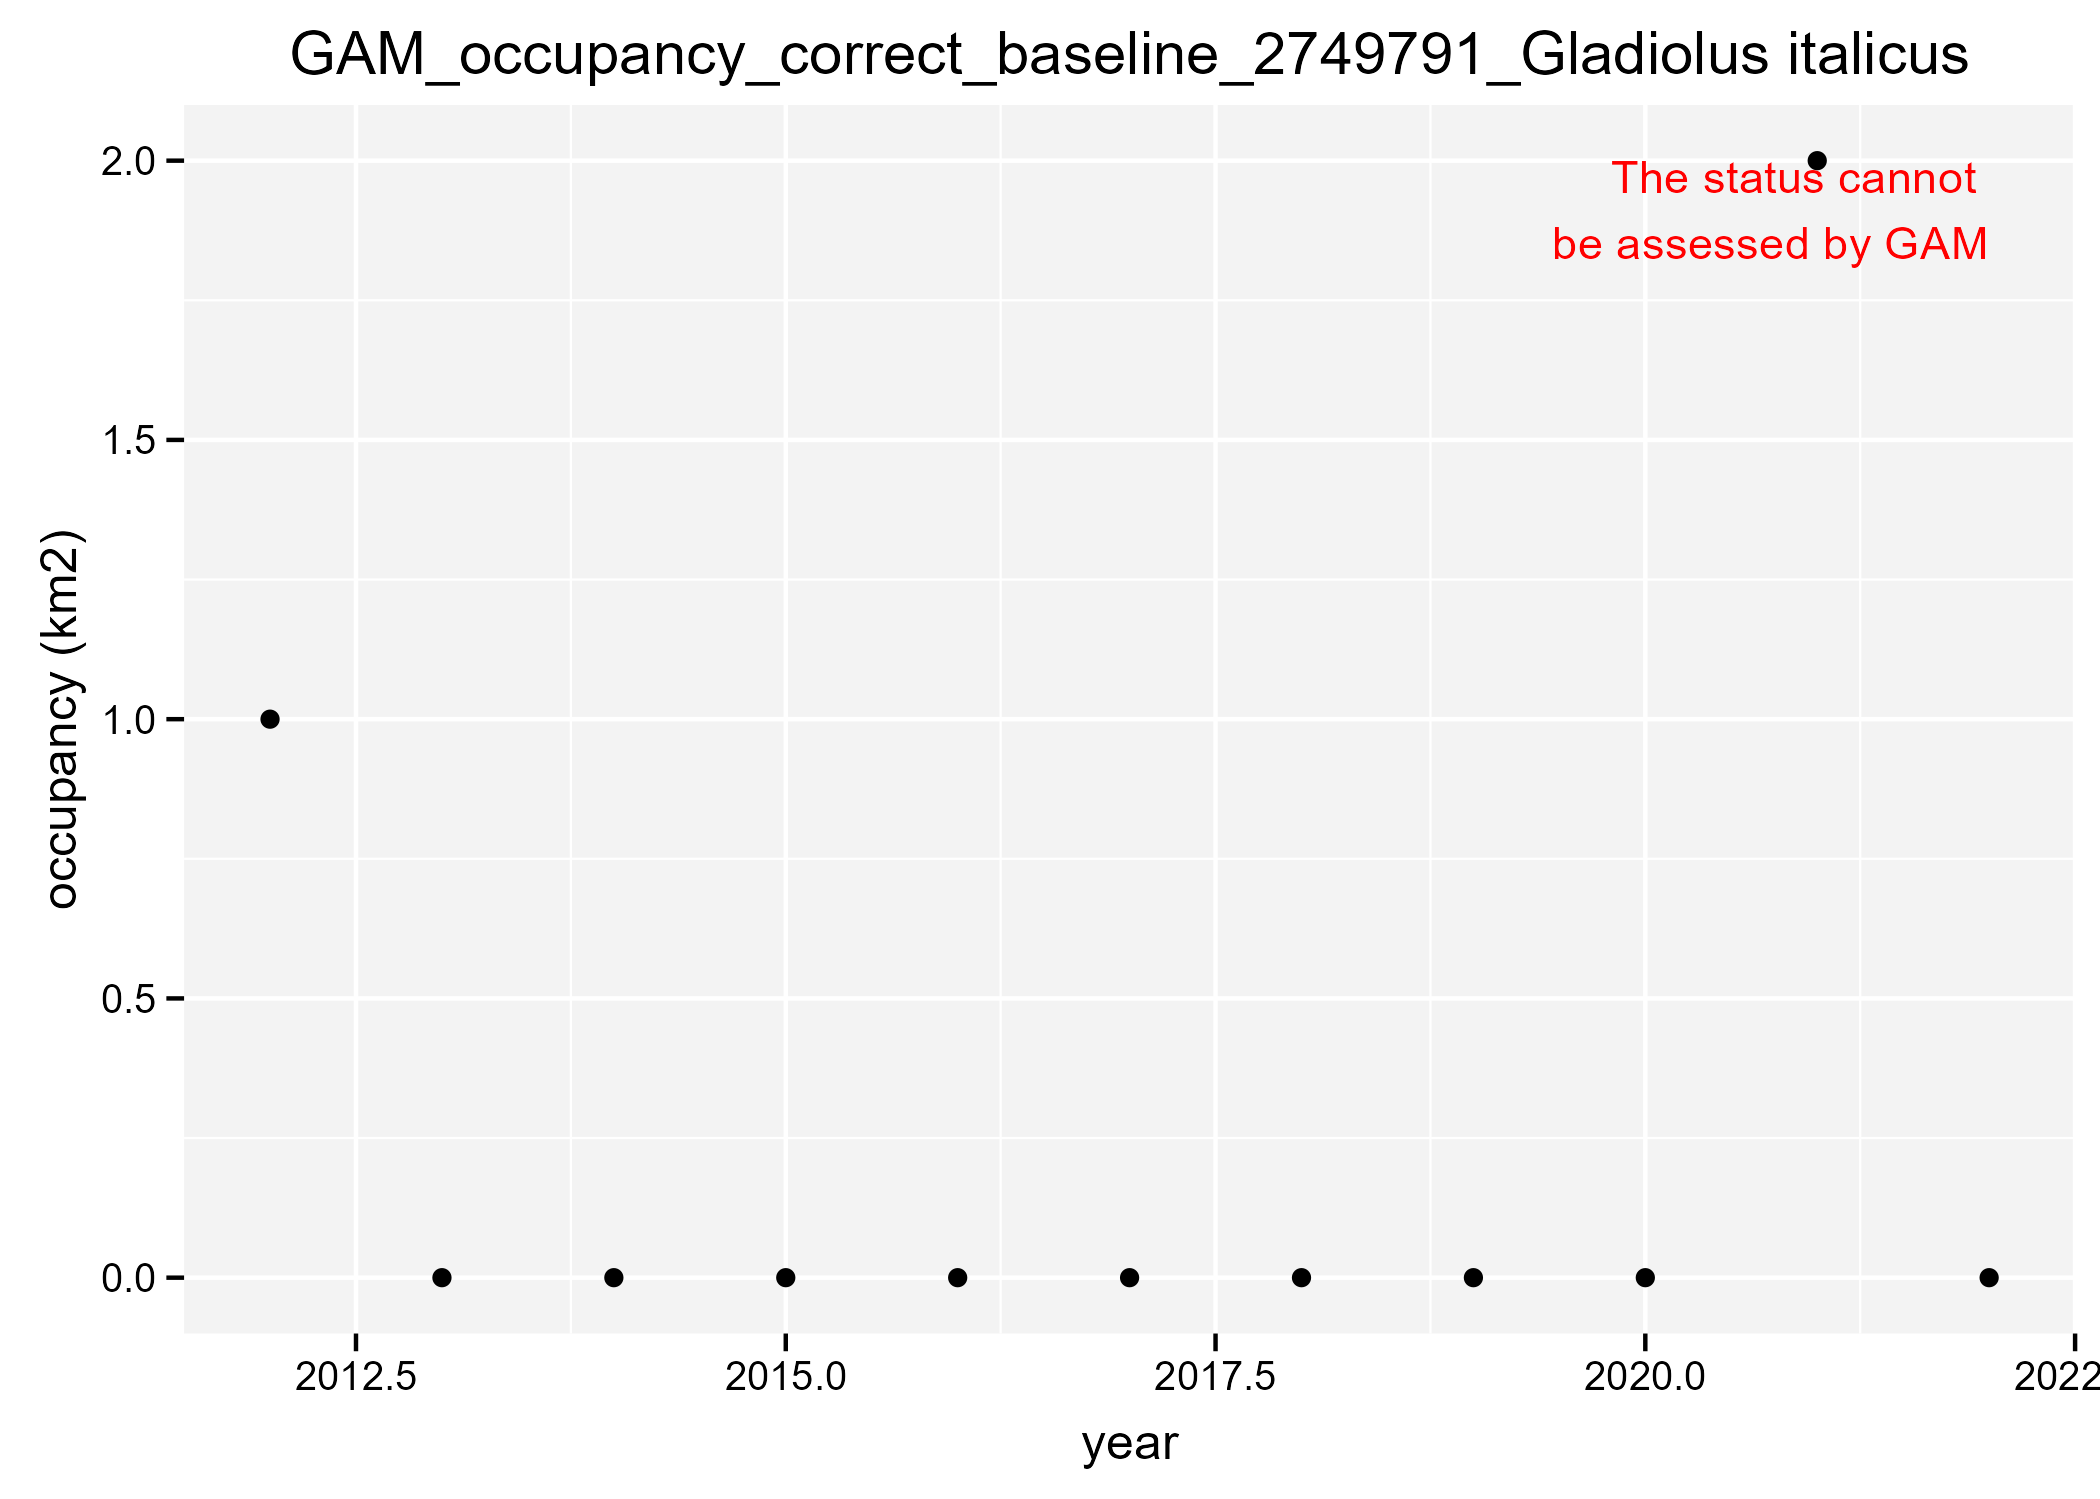 GAM_occupancy_correct_baseline_2749791_Gladiolus italicus
2.0
The status cannot
be assessed by GAM
1.5
1.0
0.5
0.0
occupancy (km2)
2012.5
2015.0
2017.5
2020.0
2022
year